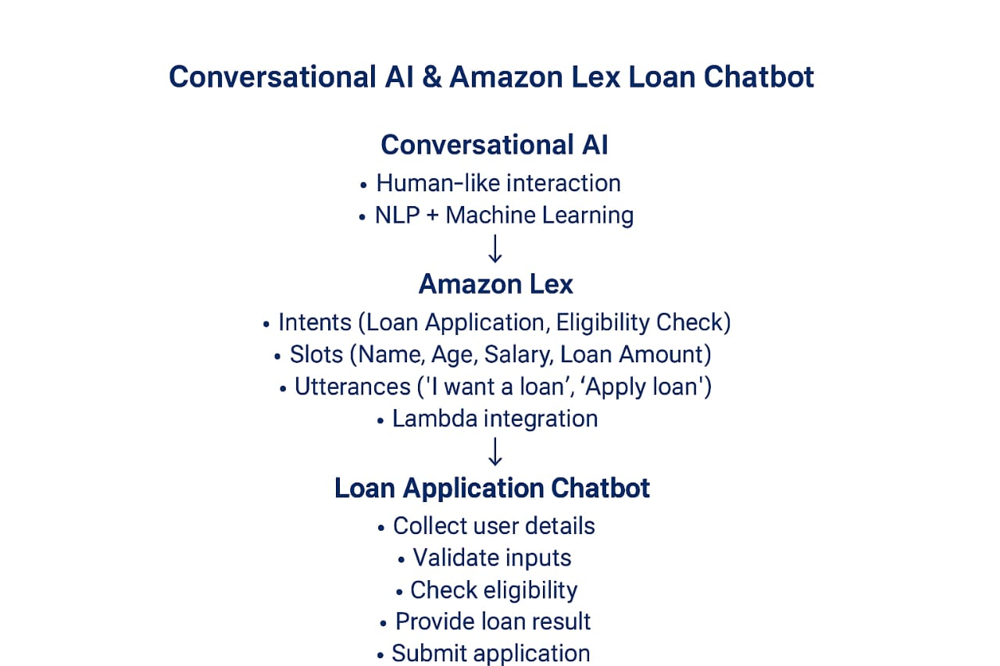 Conversational AI & Amazon Lex Loan Chatbot
Conversational AI
• Human-like interaction
• NLP + Machine Learning
↓
Amazon Lex
• Intents (Loan Application, Eligibility Check)
• Slots (Name, Age, Salary, Loan Amount)
• Utterances ('I want a loan’, ‘Apply loan')
• Lambda integration
↓
Loan Application Chatbot
• Collect user details
• Validate inputs
• Check eligibility
• Provide loan result
• Submit application